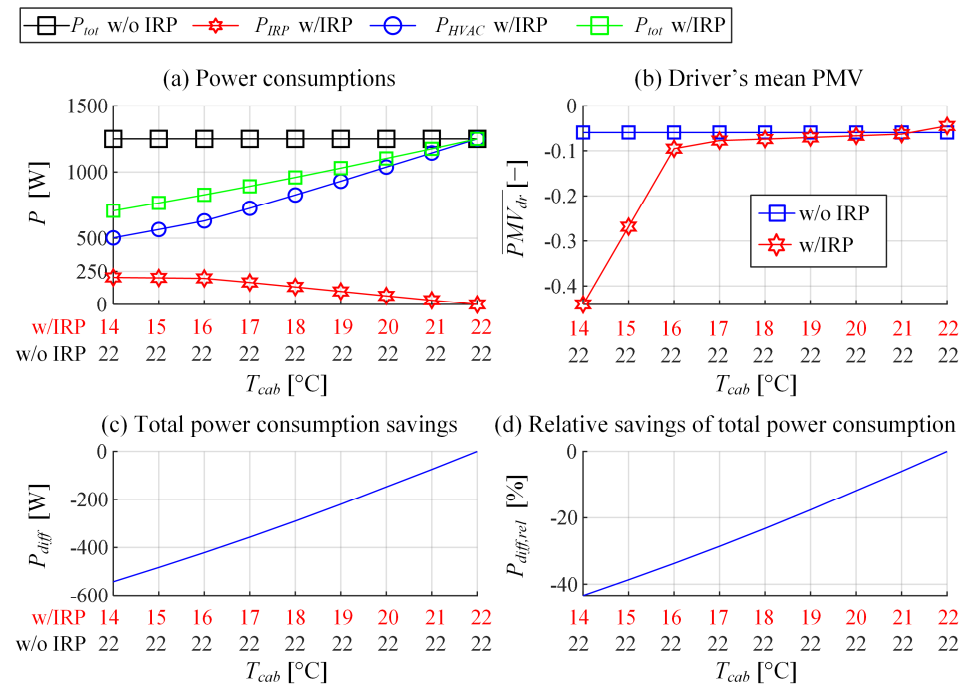 P_tot w/o IRP P_IRP w/IRP P_HVAC w/IRP P_tot w/IRP
(a) Power consumptions
P [W]
1500
1000
500
250
0
w/IRP 14 15 16 17 18 19 20 21 22
w/o IRP 22 22 22 22 22 22 22 22 22
T_cab [°C]
(b) Driver's mean PMV
PMV_dr [–]
0
-0.1
-0.2
-0.3
-0.4
w/o IRP
w/IRP
14 15 16 17 18 19 20 21 22
22 22 22 22 22 22 22 22 22
T_cab [°C]
(c) Total power consumption savings
P_diff [W]
0
-200
-400
-600
w/IRP 14 15 16 17 18 19 20 21 22
w/o IRP 22 22 22 22 22 22 22 22 22
T_cab [°C]
(d) Relative savings of total power consumption
P_diff,rel [%]
0
-20
-40
14 15 16 17 18 19 20 21 22
22 22 22 22 22 22 22 22 22
T_cab [°C]